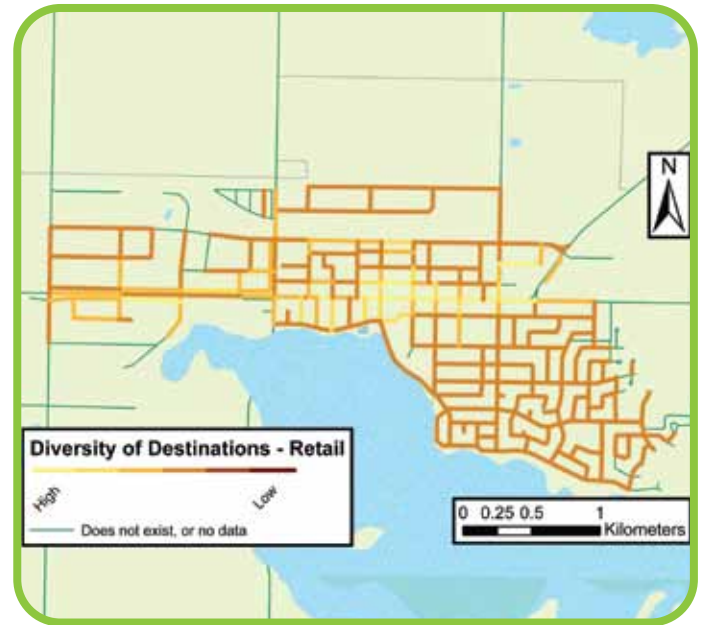 N
Diversity of Destinations - Retail
High
Low
Does not exist, or no data
0 0.25 0.5 1
Kilometers